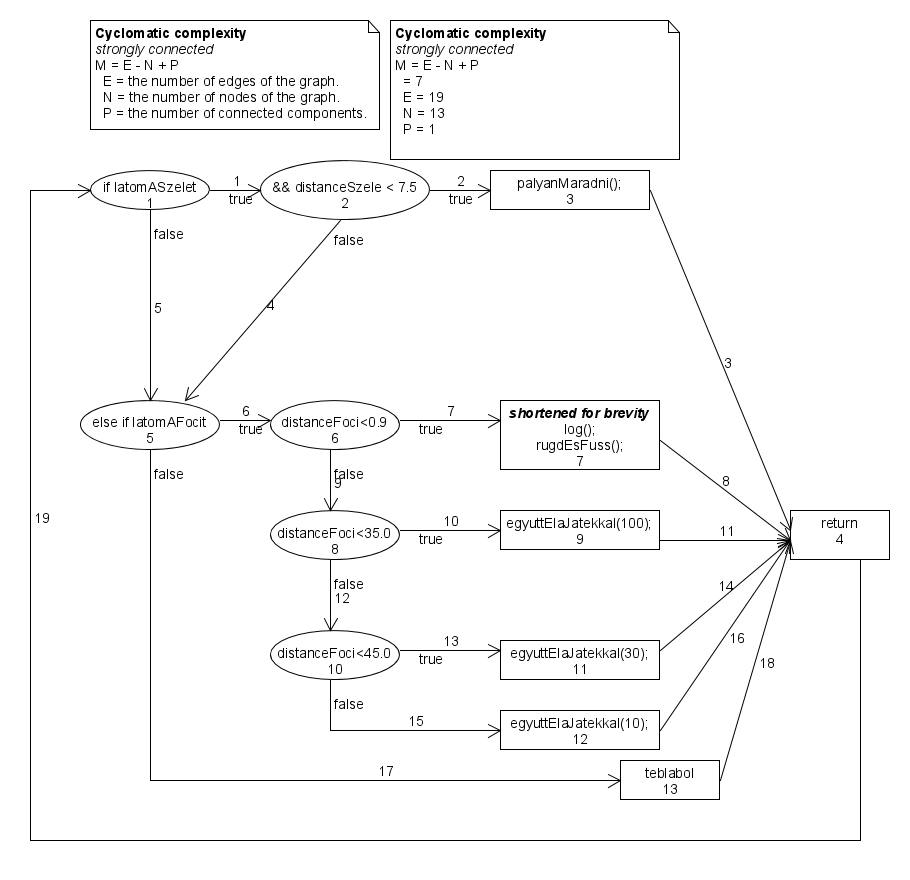 Cyclomatic complexity
strongly connected
M = E - N + P
E = the number of edges of the graph.
N = the number of nodes of the graph.
P = the number of connected components.
Cyclomatic complexity
strongly connected
M = E - N + P
= 7
E = 19
N = 13
P = 1
if latomASzelet
1
1
true
&& distanceSzele < 7.5
2
2
true
palyanMaradni();
3
false
false
4
5
3
else if latomAFocit
5
6
true
distanceFoci<0.9
6
7
true
shortened for brevity
log();
rugdEsFuss();
7
false
false
9
8
19
distanceFoci<35.0
8
10
true
egyuttElaJatekkal(100);
9
11
return
4
false
12
14
distanceFoci<45.0
10
13
true
egyuttElaJatekkal(30);
11
16
18
false
15
egyuttElaJatekkal(10);
12
17
teblabol
13